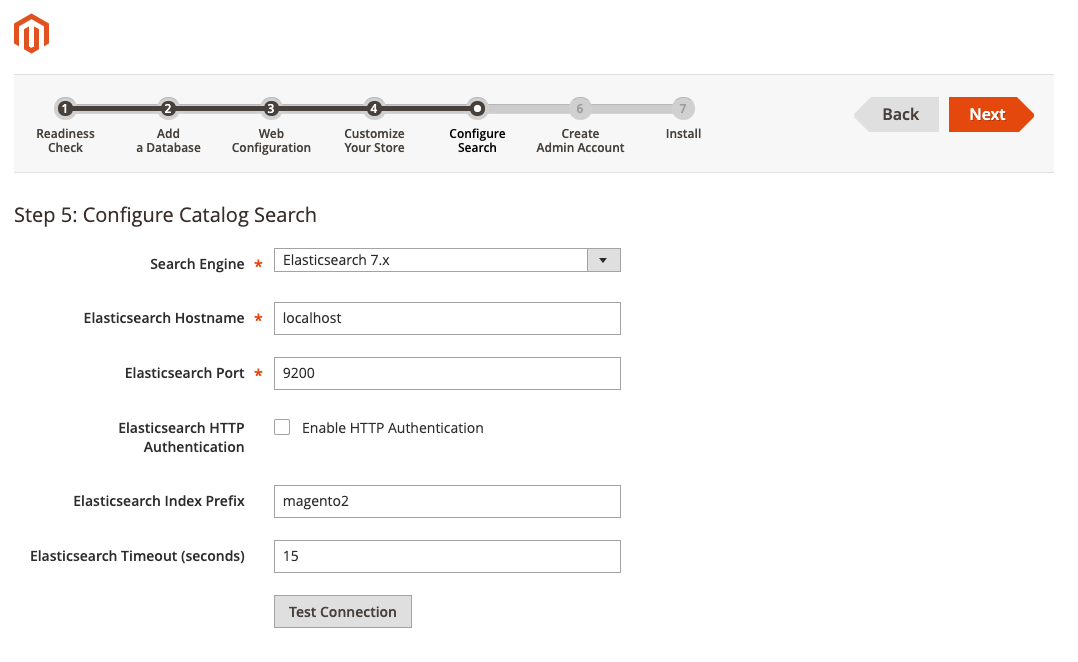 1 2 3 4 6 7
Readiness Check
Add a Database
Web Configuration
Customize Your Store
Configure Search
Create Admin Account
Install
Back
Next
Step 5: Configure Catalog Search
Search Engine * Elasticsearch 7.x
Elasticsearch Hostname * localhost
Elasticsearch Port * 9200
Elasticsearch HTTP
Authentication
Enable HTTP Authentication
Elasticsearch Index Prefix magento2
Elasticsearch Timeout (seconds) 15
Test Connection